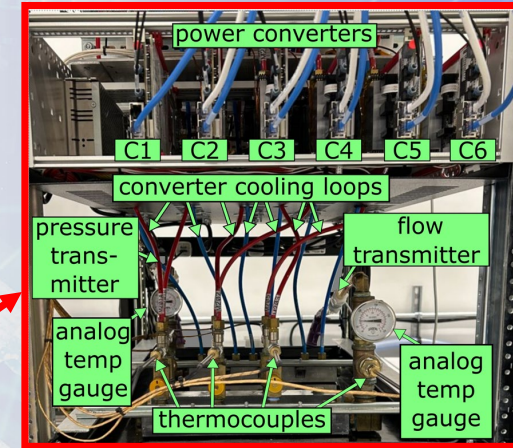 power converters
C1 C2 C3 C4 C5 C6
converter cooling loops
pressure
trans-
mitter
flow
transmitter
analog
temp
gauge
analog
temp
gauge
thermocouples